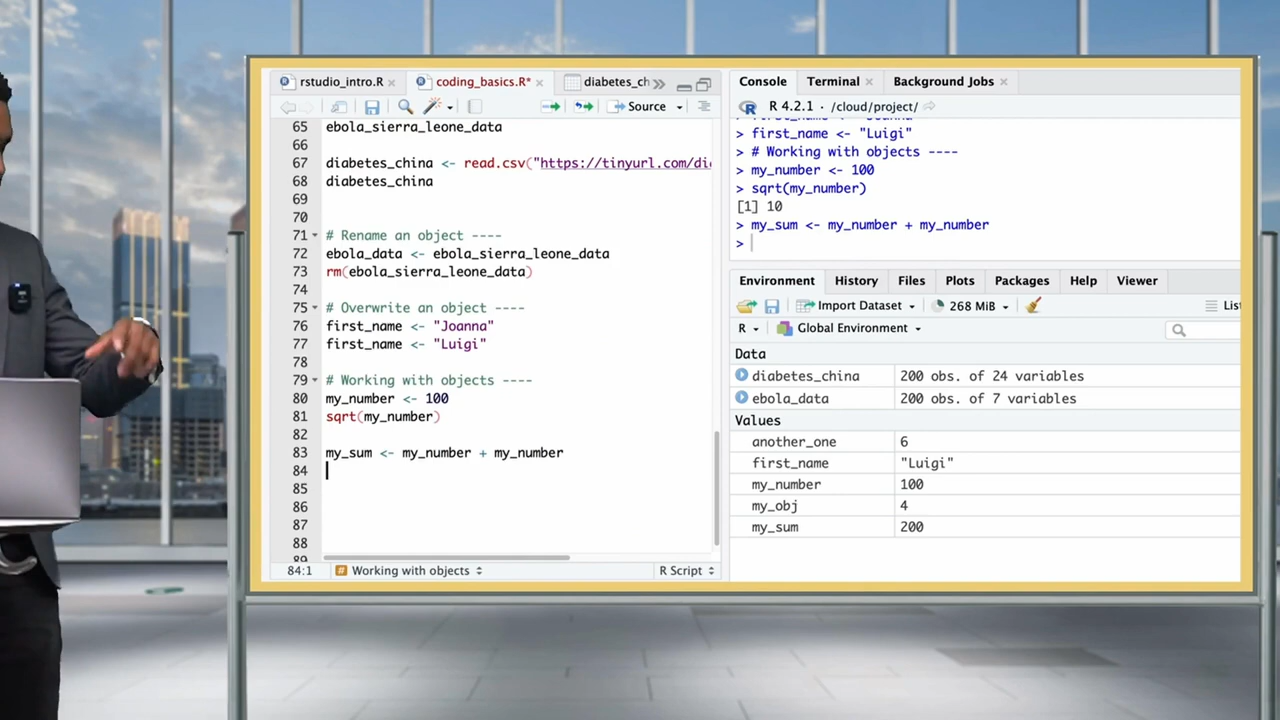 rstudio_intro.R
coding_basics.R*
diabetes_ch
Source
65 ebola_sierra_leone_data
66
67 diabetes_china <- read.csv("https://tinyurl.com/di
68 diabetes_china
69
70
71 # Rename an object ----
72 ebola_data <- ebola_sierra_leone_data
73 rm(ebola_sierra_leone_data)
74
75 # Overwrite an object ----
76 first_name <- "Joanna"
77 first_name <- "Luigi"
78
79 # Working with objects ----
80 my_number <- 100
81 sqrt(my_number)
82
83 my_sum <- my_number + my_number
84
85
86
87
88
89
84:1 # Working with objects R Script
Console Terminal Background Jobs
R 4.2.1 · /cloud/project/
> first_name <- "Luigi"
> # Working with objects ----
> my_number <- 100
> sqrt(my_number)
[1] 10
> my_sum <- my_number + my_number
>
Environment History Files Plots Packages Help Viewer
Import Dataset 268 MiB List
R Global Environment
Data
diabetes_china 200 obs. of 24 variables
ebola_data 200 obs. of 7 variables
Values
another_one 6
first_name "Luigi"
my_number 100
my_obj 4
my_sum 200